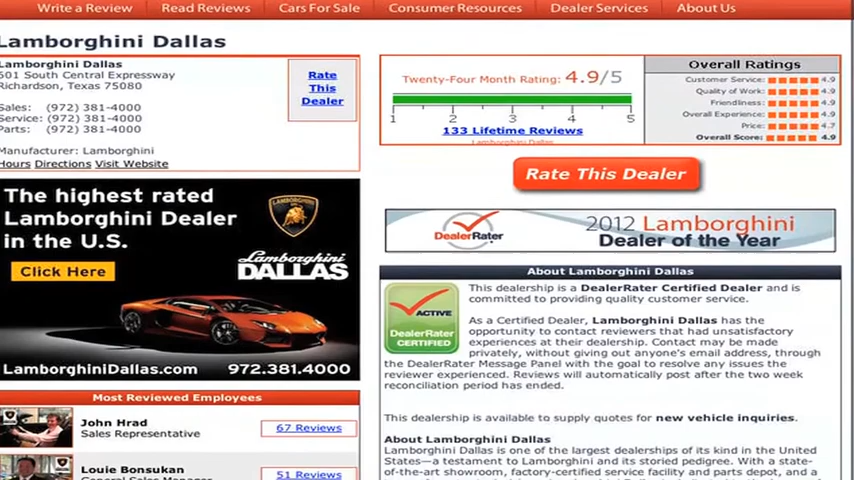 Write a Review Read Reviews Cars For Sale Consumer Resources Dealer Services About Us
Lamborghini Dallas
Lamborghini Dallas
601 South Central Expressway
Richardson, Texas 75080
Sales: (972) 381-4000
Service: (972) 381-4000
Parts: (972) 381-4000
Manufacturer: Lamborghini
Hours Directions Visit Website
Rate
This
Dealer
Twenty-Four Month Rating: 4.9/5
1 2 3 4 5
133 Lifetime Reviews
Lamborghini Dallas
Overall Ratings
Customer Service: 4.9
Quality of Work: 4.9
Friendliness: 4.9
Overall Experience: 4.9
Price: 4.7
Overall Score: 4.9
Rate This Dealer
DealerRater
2012 Lamborghini
Dealer of the Year
The highest rated
Lamborghini Dealer
in the U.S.
Click Here
Lamborghini
DALLAS
LamborghiniDallas.com 972.381.4000
Most Reviewed Employees
John Hrad
Sales Representative
67 Reviews
Louie Bonsukan
General Sales Manager
51 Reviews
About Lamborghini Dallas
ACTIVE
DealerRater
CERTIFIED
This dealership is a DealerRater Certified Dealer and is
committed to providing quality customer service.
As a Certified Dealer, Lamborghini Dallas has the
opportunity to contact reviewers that had unsatisfactory
experiences at their dealership. Contact may be made
privately, without giving out anyone's email address, through
the DealerRater Message Panel with the goal to resolve any issues the
reviewer experienced. Reviews will automatically post after the two week
reconciliation period has ended.
This dealership is available to supply quotes for new vehicle inquiries.
About Lamborghini Dallas
Lamborghini Dallas is one of the largest dealerships of its kind in the United
States—a testament to Lamborghini and its storied pedigree. With a state-
of-the-art showroom, factory-certified service facility and parts depot, and a